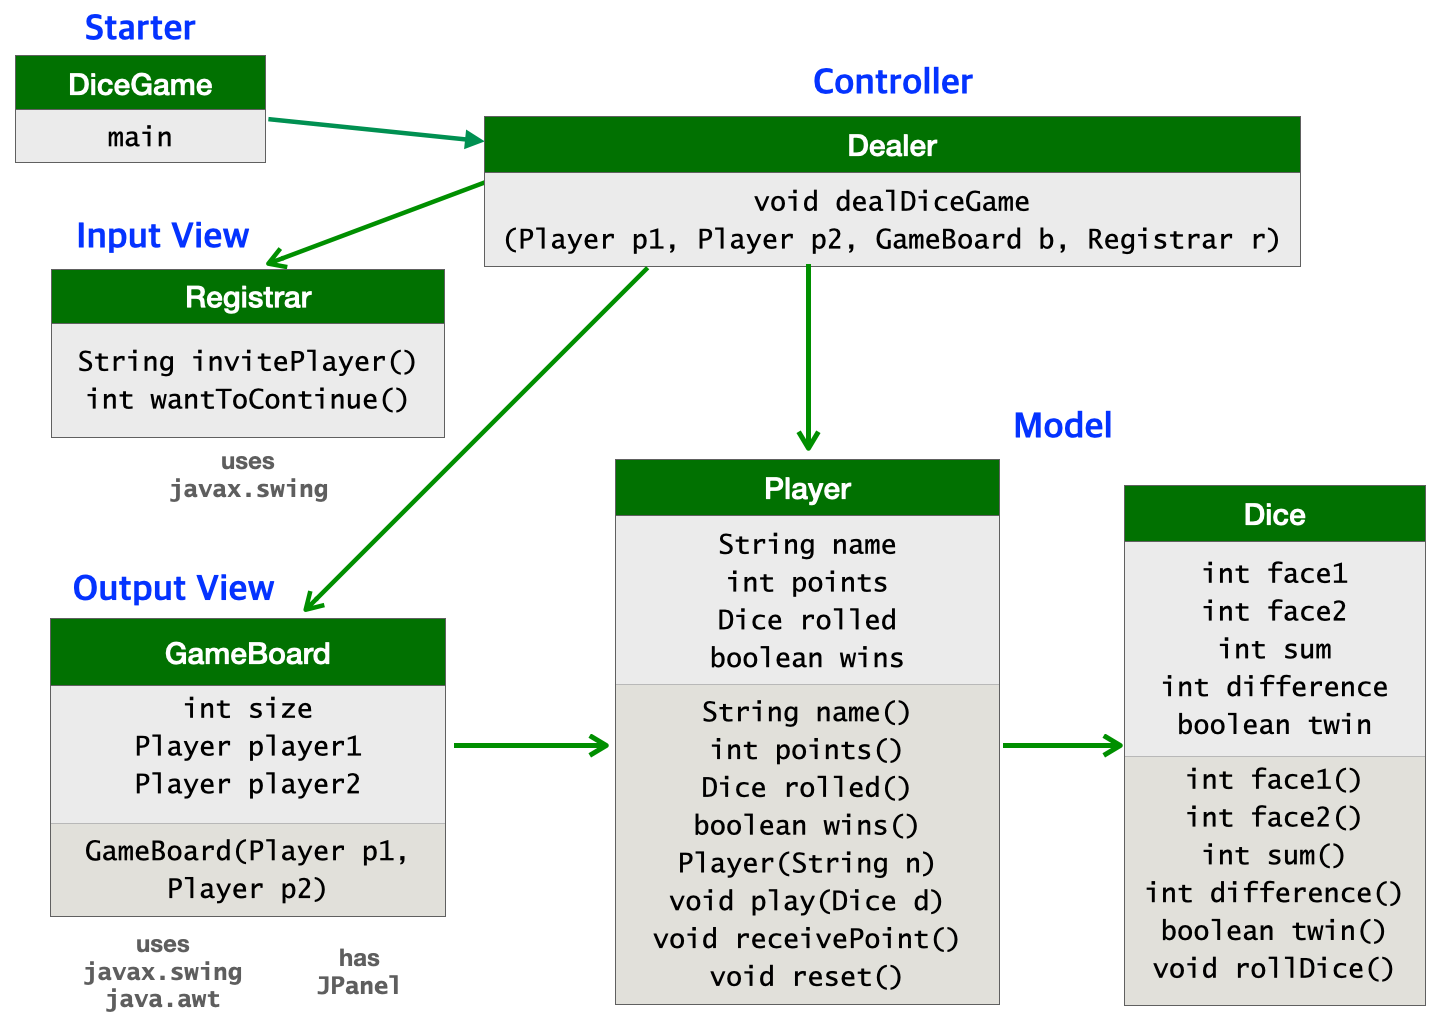 Starter
DiceGame
main
Controller
Dealer
void dealDiceGame
(Player p1, Player p2, GameBoard b, Registrar r)
Input View
Registrar
String invitePlayer()
int wantToContinue()
uses
javax.swing
Output View
GameBoard
int size
Player player1
Player player2
GameBoard(Player p1,
Player p2)
uses
javax.swing
java.awt
has
JPanel
Model
Player
String name
int points
Dice rolled
boolean wins
String name()
int points()
Dice rolled()
boolean wins()
Player(String n)
void play(Dice d)
void receivePoint()
void reset()
Dice
int face1
int face2
int sum
int difference
boolean twin
int face1()
int face2()
int sum()
int difference()
boolean twin()
void rollDice()